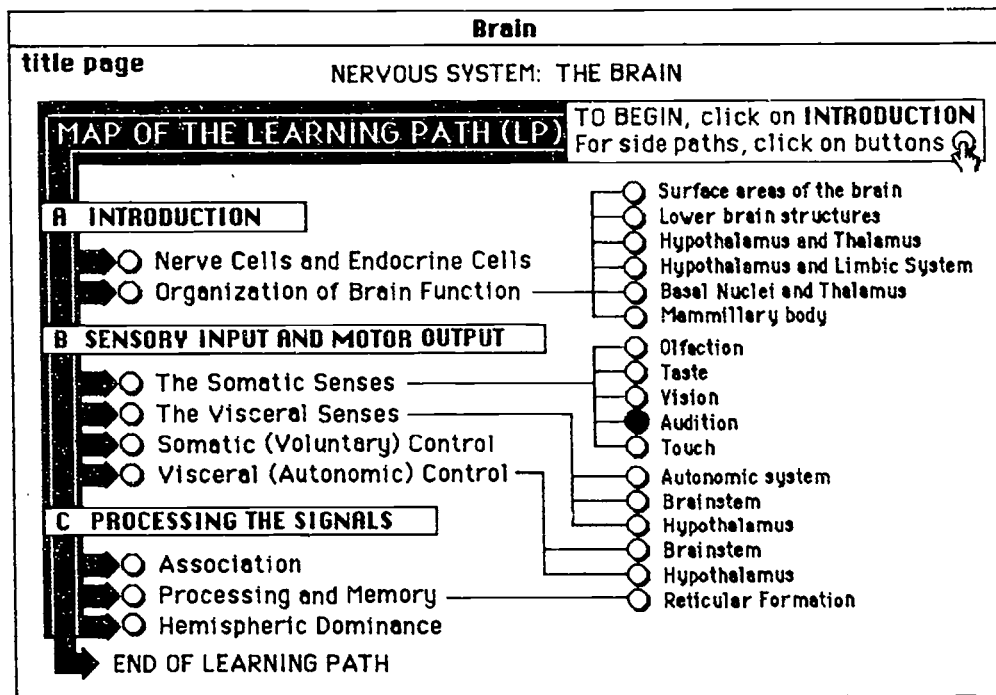 Brain
title page
NERVOUS SYSTEM: THE BRAIN
MAP OF THE LEARNING PATH (LP)
TO BEGIN, click on INTRODUCTION
For side paths, click on buttons
A INTRODUCTION
Nerve Cells and Endocrine Cells
Organization of Brain Function
Surface areas of the brain
Lower brain structures
Hypothalamus and Thalamus
Hypothalamus and Limbic System
Basal Nuclei and Thalamus
Mammillary body
B SENSORY INPUT AND MOTOR OUTPUT
The Somatic Senses
The Visceral Senses
Somatic (Voluntary) Control
Visceral (Autonomic) Control
Olfaction
Taste
Vision
Audition
Touch
Autonomic system
Brainstem
Hypothalamus
Brainstem
Hypothalamus
C PROCESSING THE SIGNALS
Association
Processing and Memory
Reticular Formation
Hemispheric Dominance
END OF LEARNING PATH